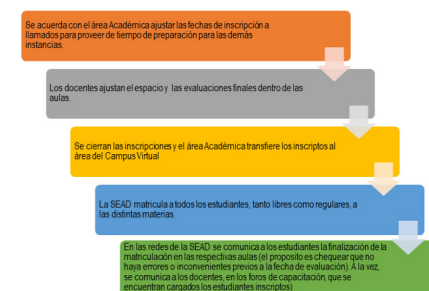 Se acuerda con el área Académica ajustar las fechas de inscripción a
llamados para proveer de tiempo de preparación para las demás
instancias.
Los docentes ajustan el espacio y las evaluaciones finales dentro de las
aulas.
Se cierran las inscripciones y el área Académica transfiere los inscriptos al
área del Campus Virtual
La SEAD matricula a todos los estudiantes, tanto libres como regulares, a
las distintas materias.
En las redes de la SEAD se comunica a los estudiantes la finalización de la
matriculación en las respectivas aulas (el proposito es chequear que no
haya errores o inconvenientes previos a la fecha de evaluación). A la vez,
se comunica a los docentes, en los foros de capacitación, que se
encuentran cargados los estudiantes inscriptos)